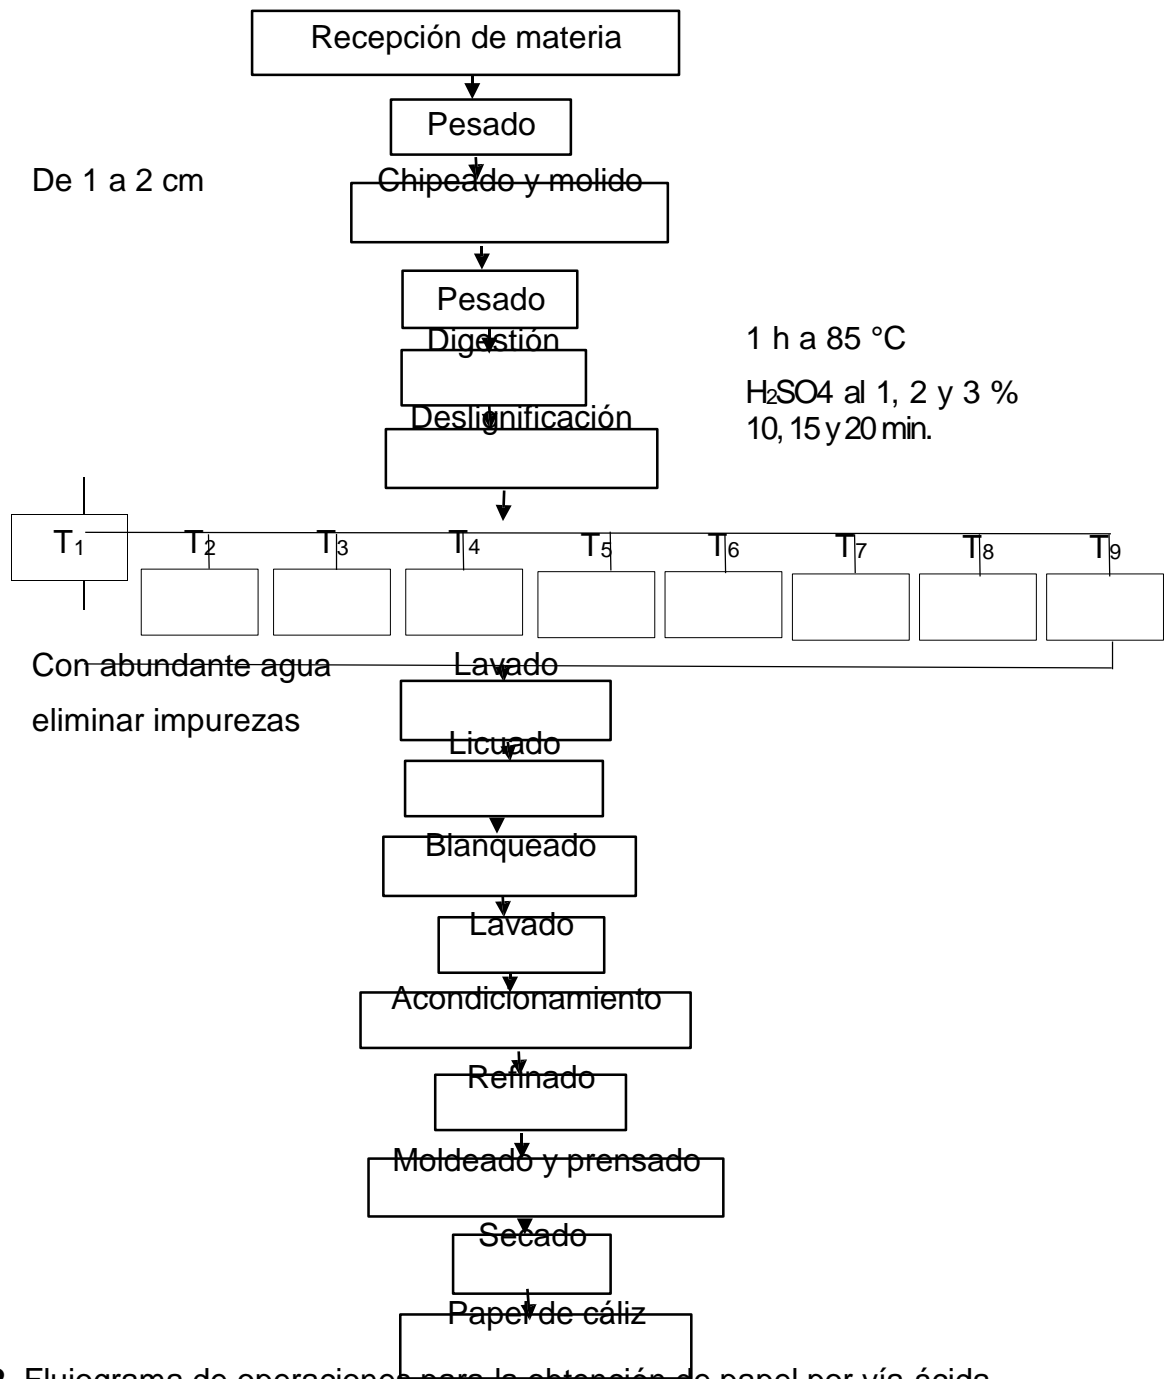 Recepción de materia
Pesado
De 1 a 2 cm
Chipeado y molido
Pesado
Digestión
1 h a 85 °C
H2SO4 al 1, 2 y 3 %
Deslignificación
10, 15 y 20 min.
T1 T2 T3 T4 T5 T6 T7 T8 T9
Con abundante agua
eliminar impurezas
Lavado
Licuado
Blanqueado
Lavado
Acondicionamiento
Refinado
Moldeado y prensado
Secado
Papel de cáliz
Flujograma de operaciones para la obtención de papel por vía ácida